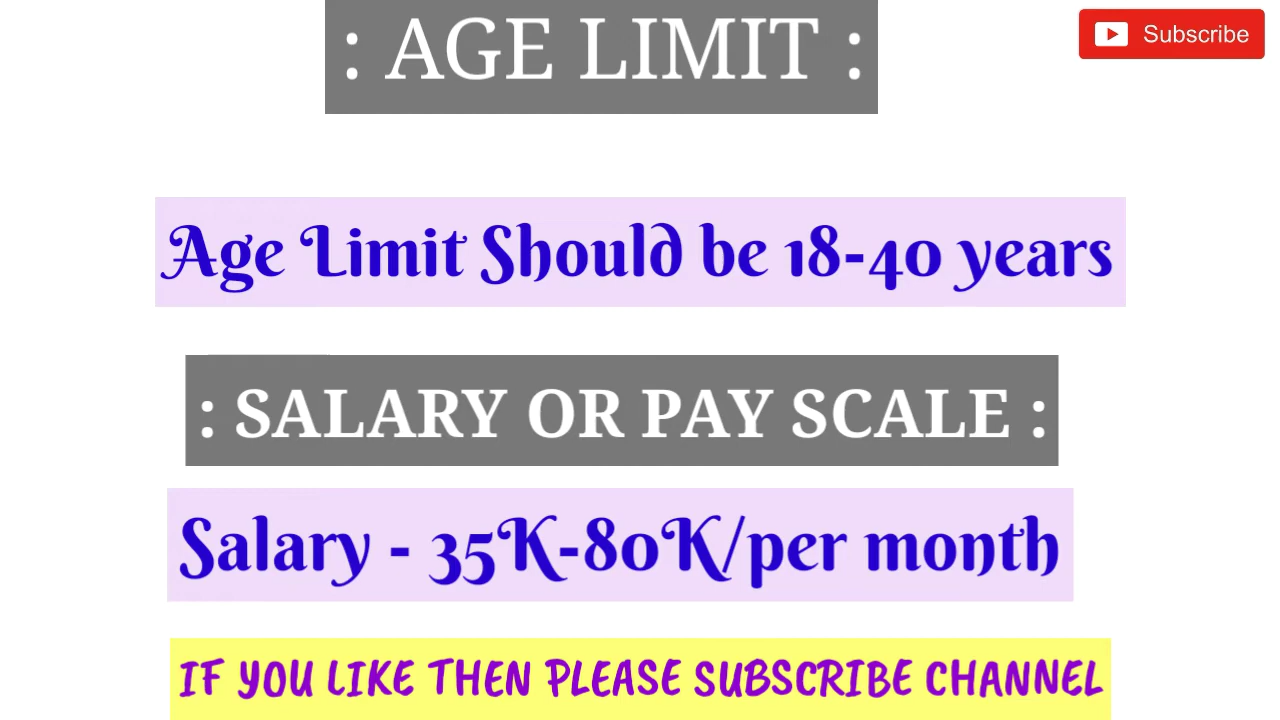 : AGE LIMIT :
Subscribe
Age Limit Should be 18-40 years
: SALARY OR PAY SCALE :
Salary - 35K-80K/per month
IF YOU LIKE THEN PLEASE SUBSCRIBE CHANNEL